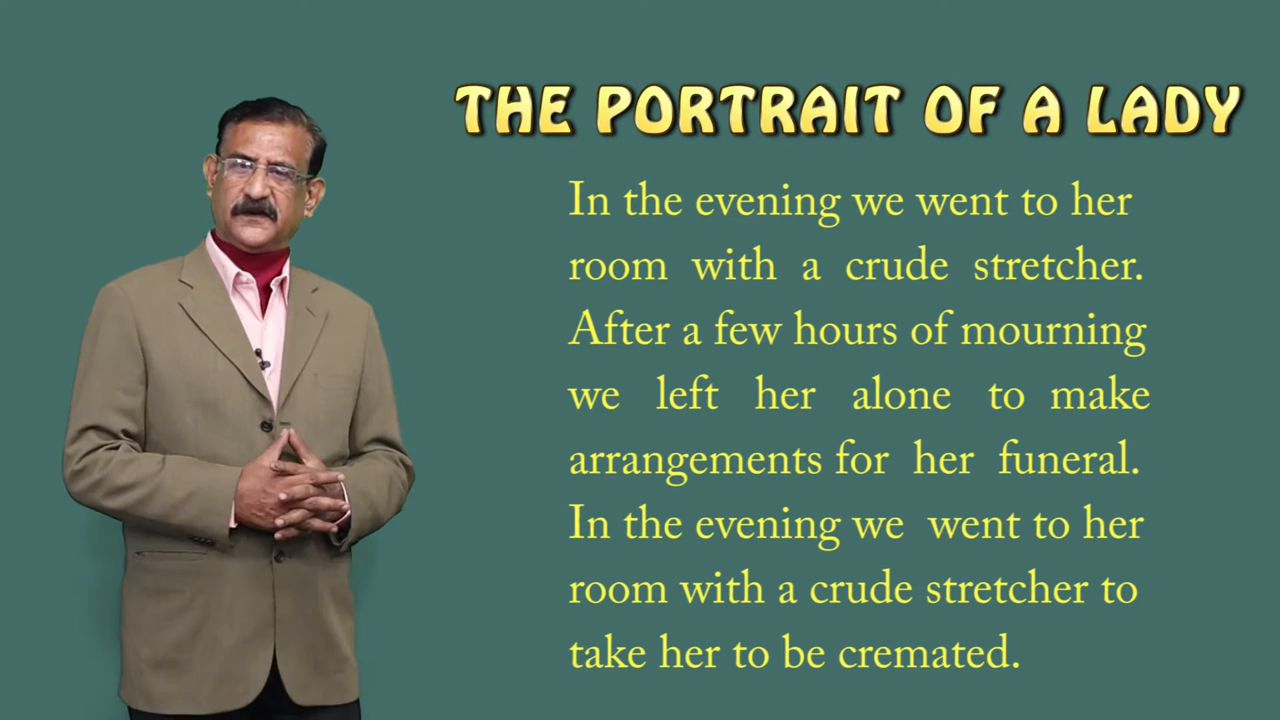 THE PORTRAIT OF A LADY
In the evening we went to her
room with a crude stretcher.
After a few hours of mourning
we left her alone to make
arrangements for her funeral.
In the evening we went to her
room with a crude stretcher to
take her to be cremated.